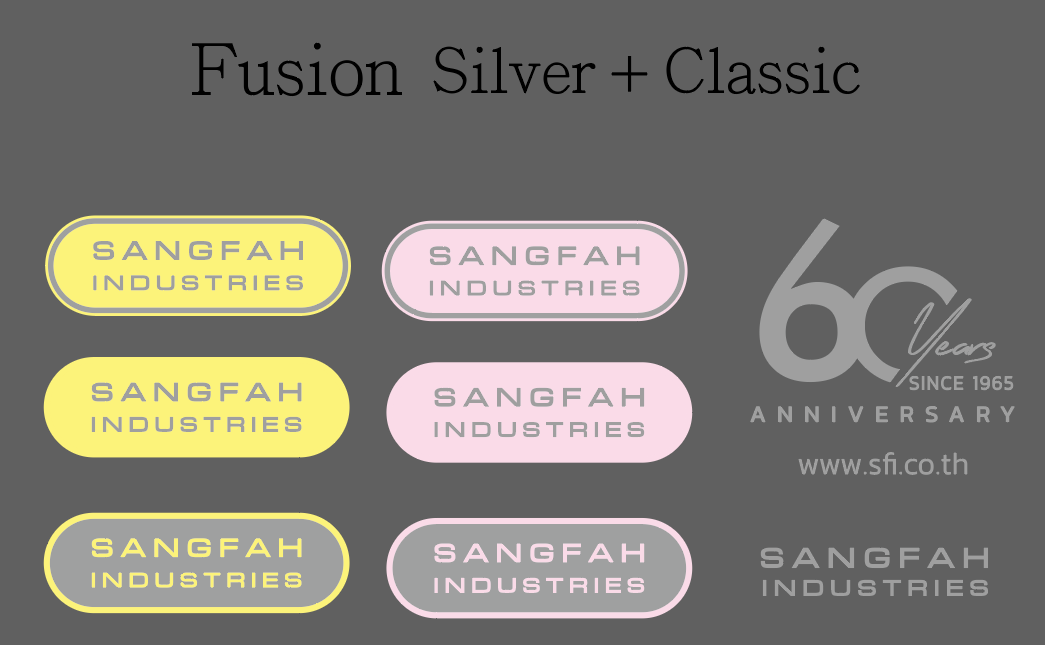 Fusion Silver + Classic
SANGFAH
INDUSTRIES
SANGFAH
INDUSTRIES
60
Years
SINCE 1965
ANNIVERSARY
www.sfi.co.th
SANGFAH
INDUSTRIES
SANGFAH
INDUSTRIES
SANGFAH
INDUSTRIES
SANGFAH
INDUSTRIES
SANGFAH
INDUSTRIES